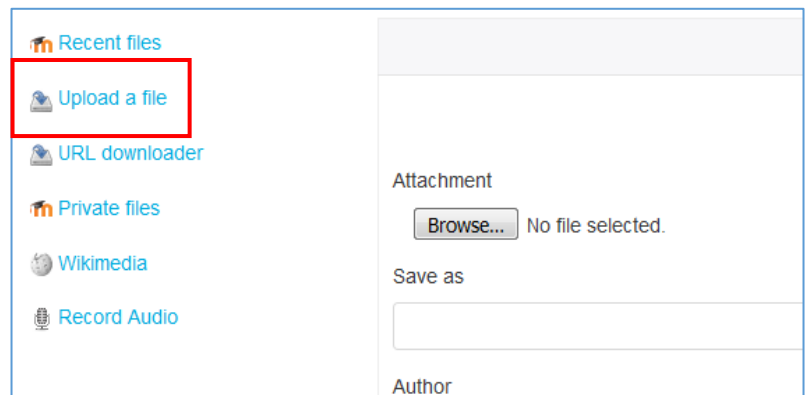 Recent files
Upload a file
URL downloader
Private files
Wikimedia
Record Audio
Attachment
Browse... No file selected.
Save as
Author